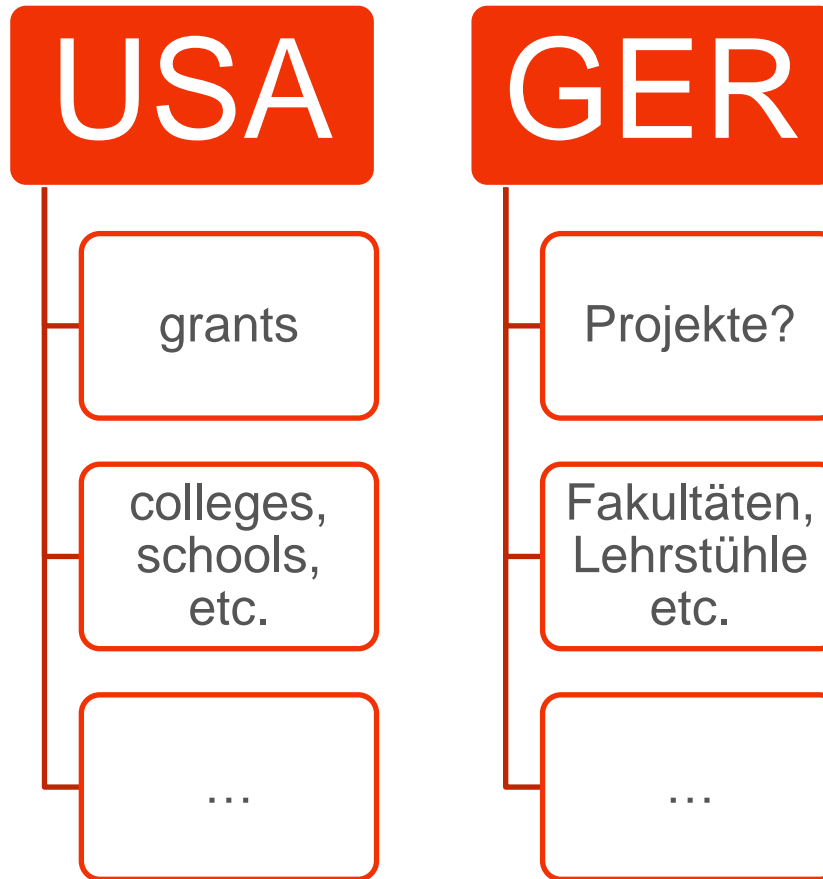 USA
grants
colleges,
schools,
etc.
…
GER
Projekte?
Fakultäten,
Lehrstühle
etc.
…